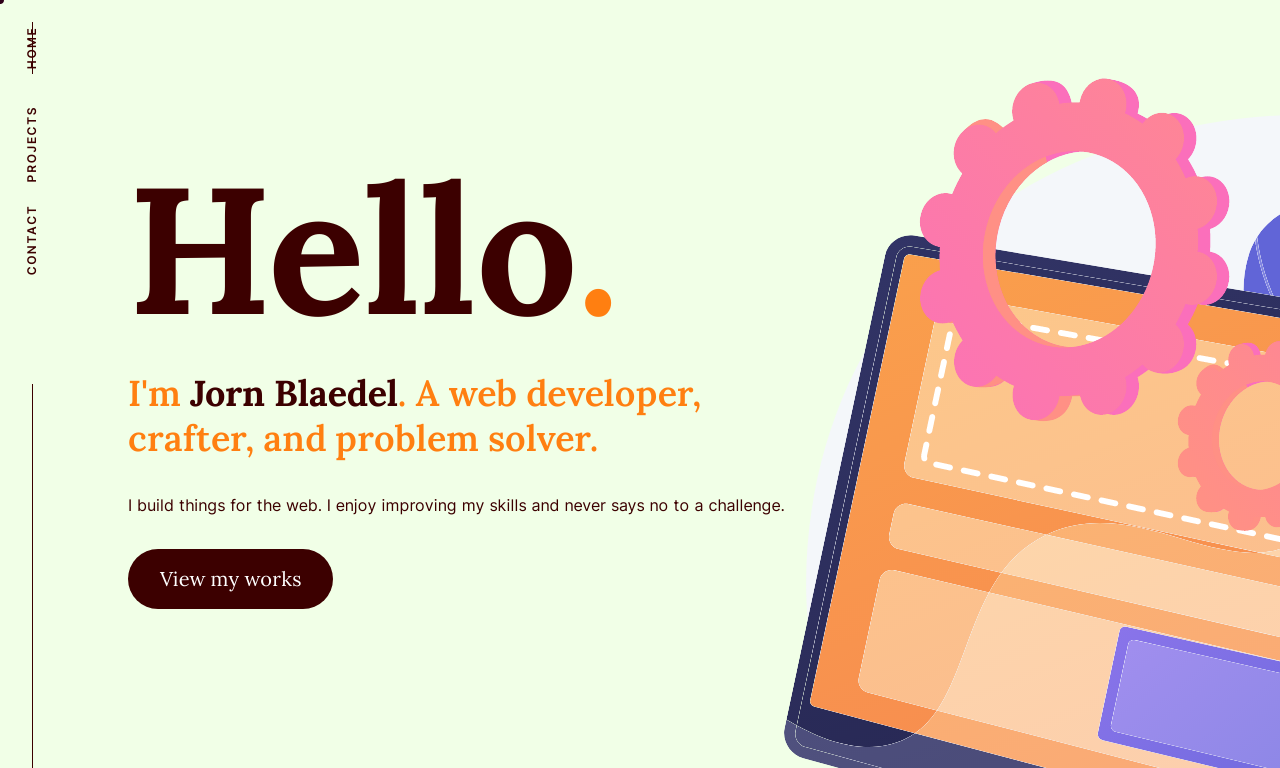 HOME
PROJECTS
CONTACT
Hello.
I'm Jorn Blaedel. A web developer,
crafter, and problem solver.
I build things for the web. I enjoy improving my skills and never says no to a challenge.
View my works